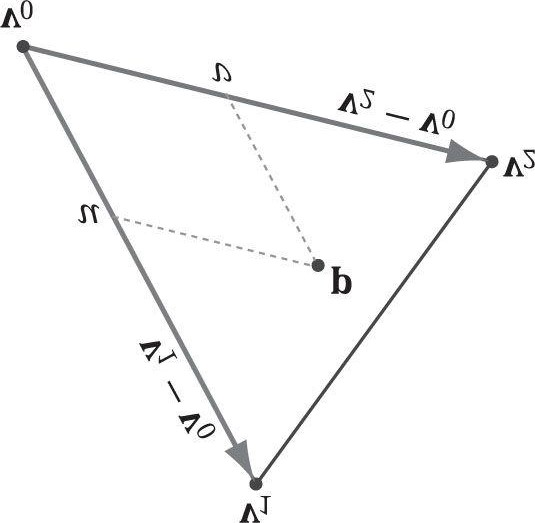 v₀
v
v₂ − v₀
v₂
u
p
v₁ − v₀
v₁